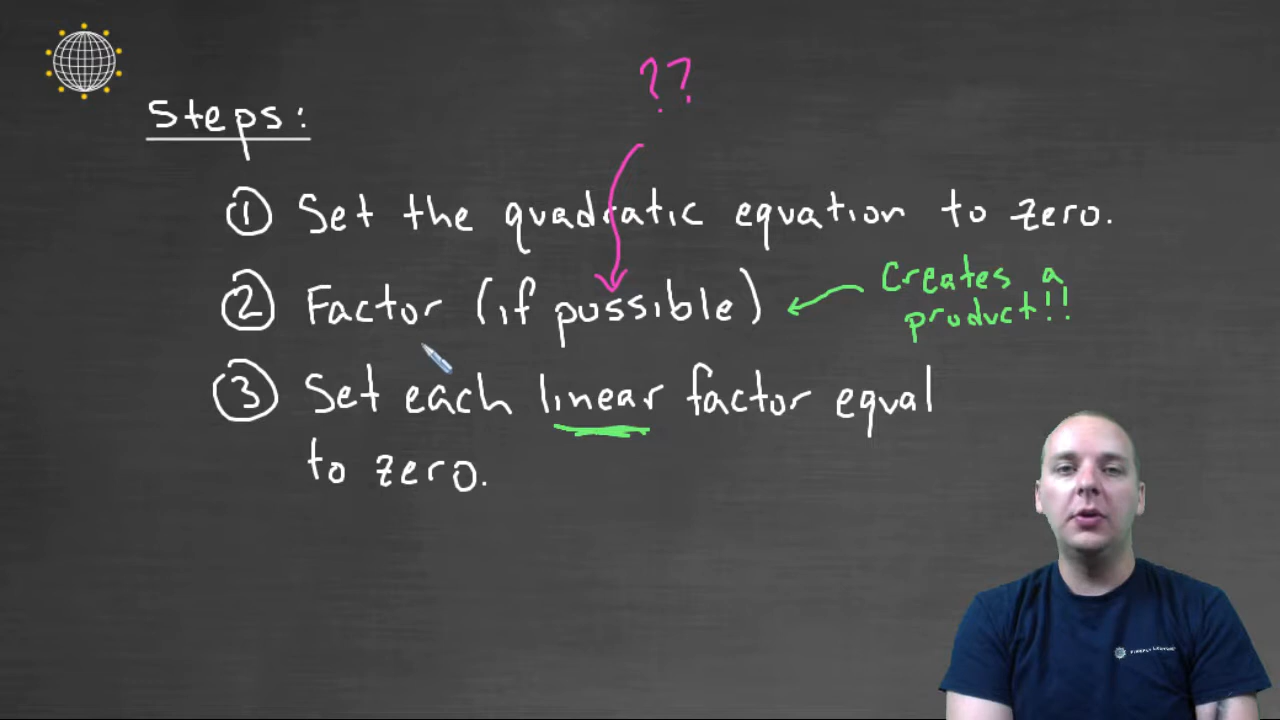 ??
Steps:
① Set the quadratic equation to zero.
② Factor (if possible)
Creates a
product!!
③ Set each linear factor equal
to zero.